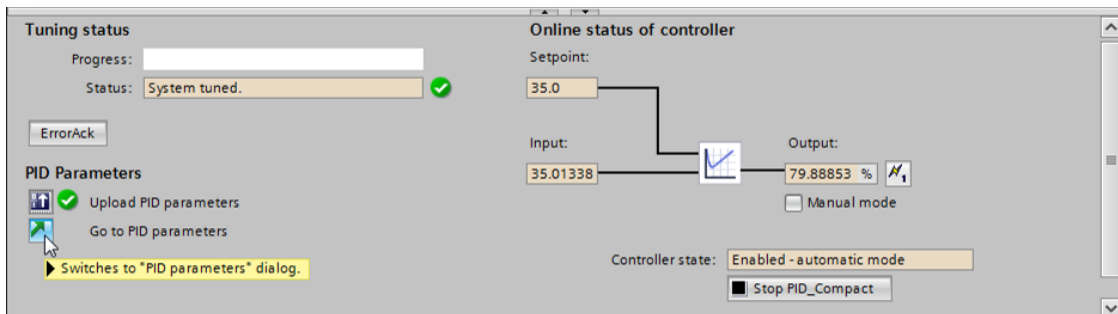 Tuning status
Progress:
Status: System tuned.
ErrorAck
PID Parameters
Upload PID parameters
Go to PID parameters
Switches to "PID parameters" dialog.
Online status of controller
Setpoint:
35.0
Input:
35.01338
Output:
79.88853 %
1
Manual mode
Controller state: Enabled - automatic mode
Stop PID_Compact